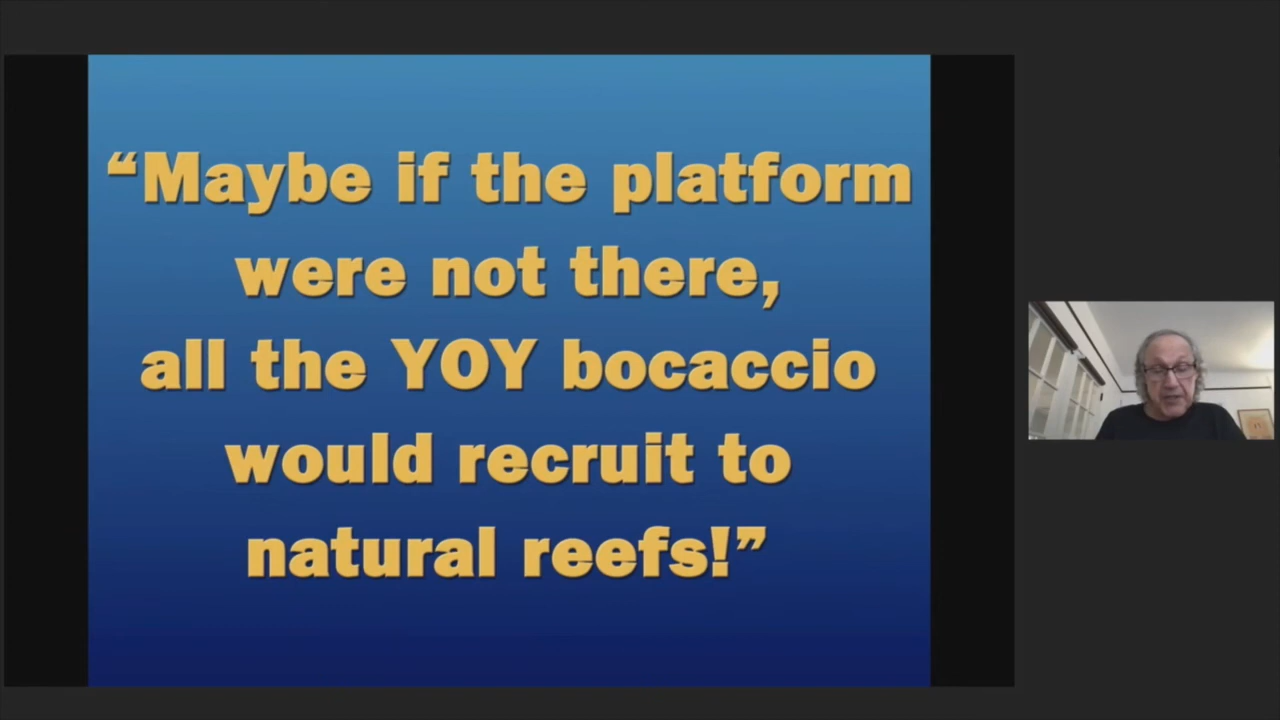 “Maybe if the platform
were not there,
all the YOY bocaccio
would recruit to
natural reefs!”